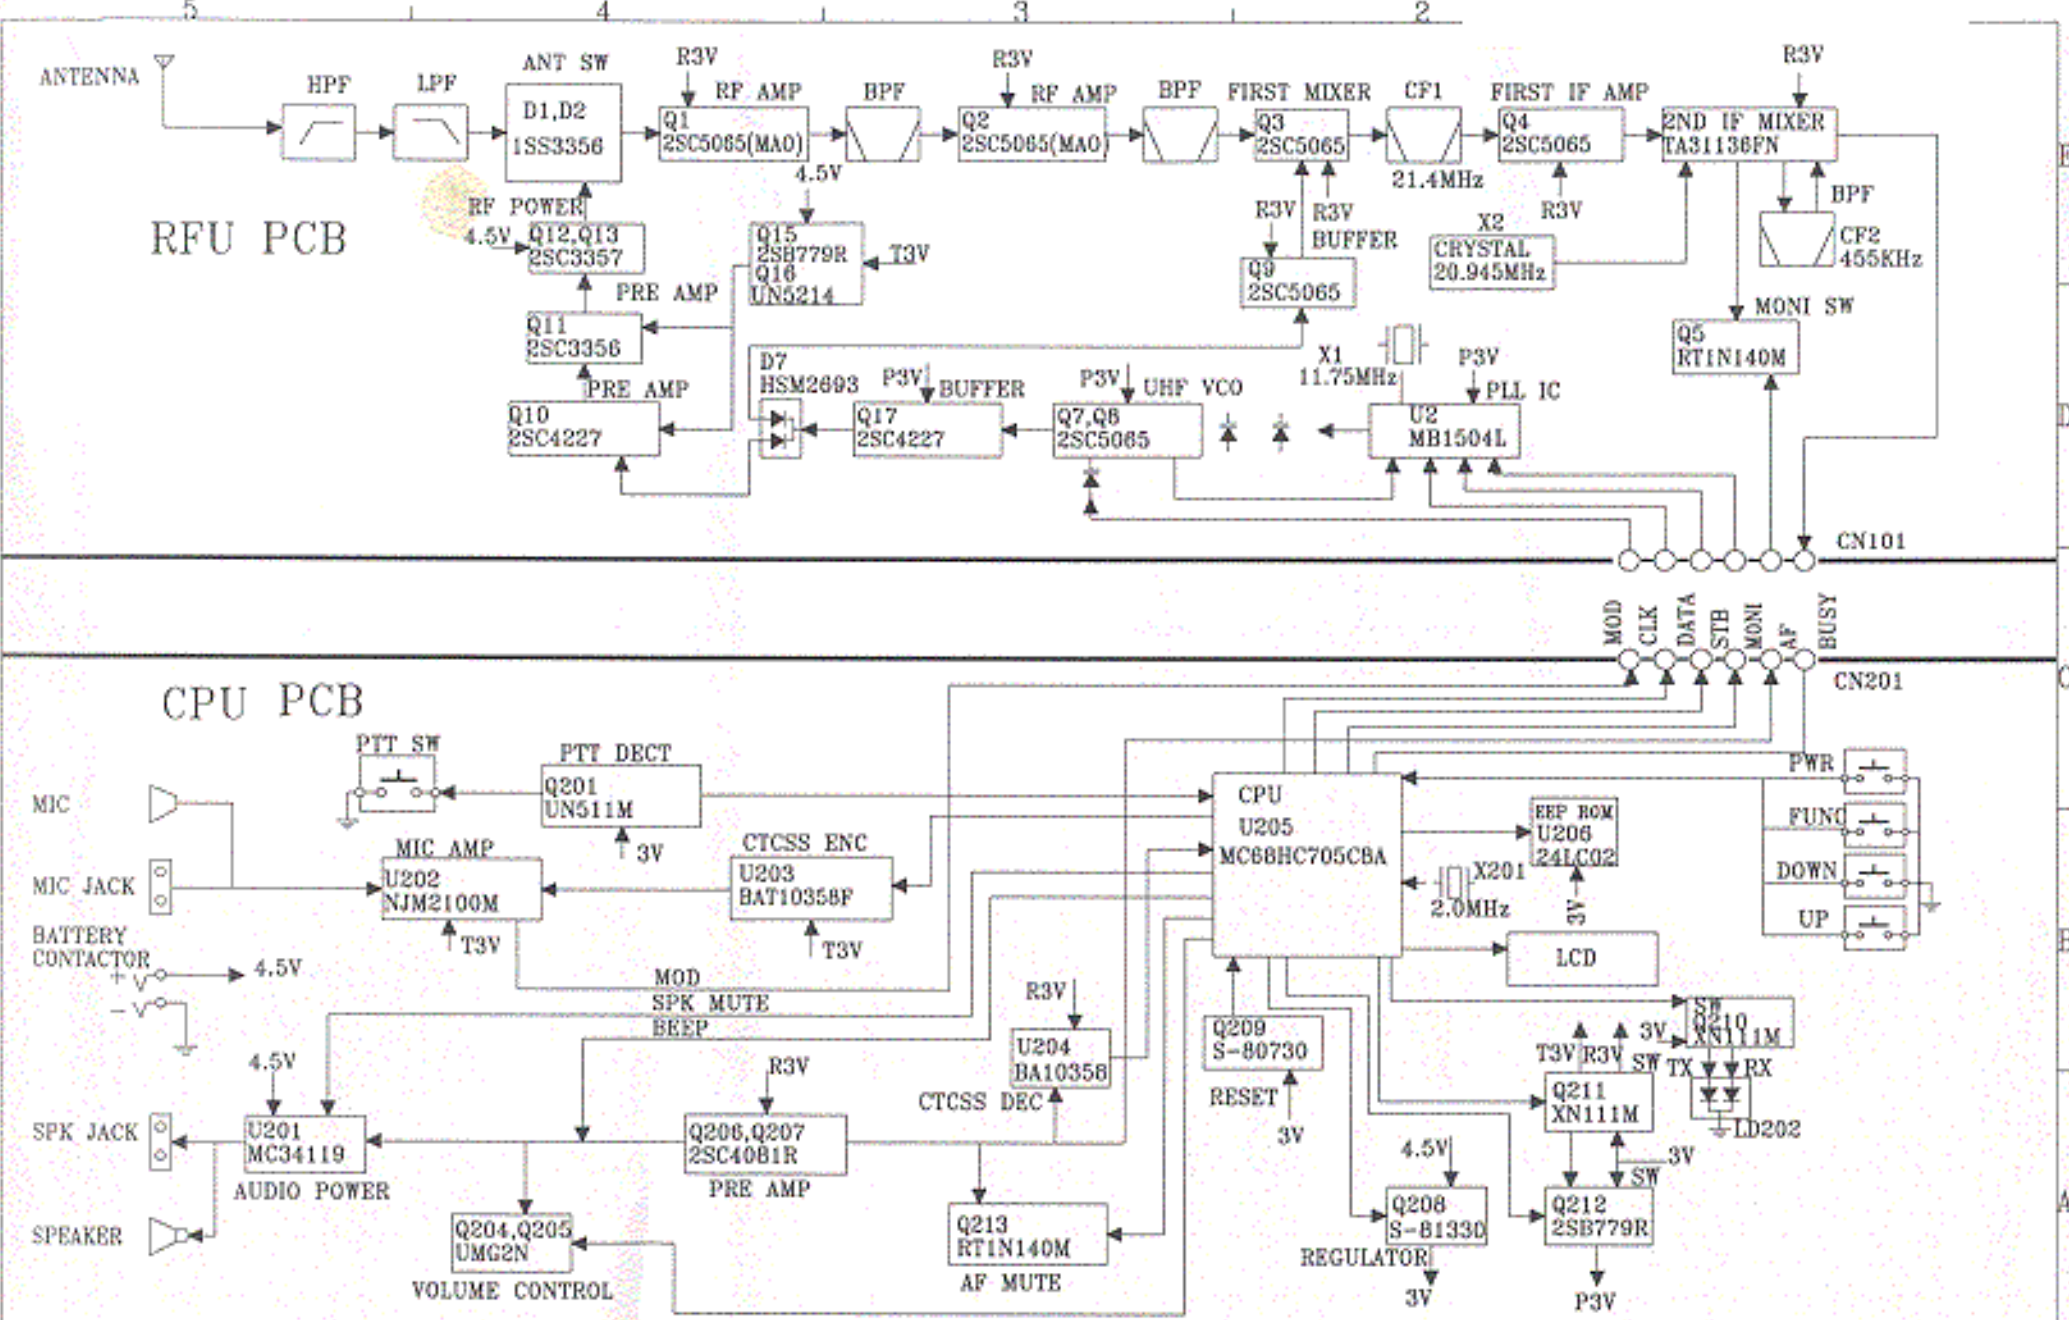 5 4 3 2
ANTENNA
HPF
LPF
ANT SW
D1,D2
1SS3356
R3V
RF AMP
Q1
2SC5065(MAO)
BPF
R3V
RF AMP
Q2
2SC5065(MAO)
BPF
FIRST MIXER
Q3
2SC5065
CF1
21.4MHz
FIRST IF AMP
Q4
2SC5065
R3V
R3V
2ND IF MIXER
TA31136FN
BPF
CF2
455KHz
E
RFU PCB
RF POWER
4.5V
Q12,Q13
2SC3357
4.5V
Q15
2SB779R
Q16
UN5214
T3V
R3V
R3V
BUFFER
Q9
2SC5065
X2
CRYSTAL
20.945MHz
PRE AMP
Q11
2SC3356
MONI SW
Q5
RT1N140M
PRE AMP
Q10
2SC4227
D7
HSM2693
P3V
BUFFER
Q17
2SC4227
P3V
UHF VCO
Q7,Q8
2SC5065
X1
11.75MHz
P3V
PLL IC
U2
MB1504L
D
CN101
MOD
CLK
DATA
STB
MONI
AF
BUSY
CN201
C
CPU PCB
PTT SW
PTT DECT
Q201
UN511M
3V
MIC
MIC JACK
MIC AMP
U202
NJM2100M
T3V
CTCSS ENC
U203
BAT10358F
T3V
CPU
U205
MC68HC705C8A
EEP ROM
U206
24LC02
3V
X201
2.0MHz
LCD
PWR
FUNC
DOWN
UP
B
BATTERY
CONTACTOR
+
4.5V
-
MOD
SPK MUTE
BEEP
R3V
U204
BA10358
CTCSS DEC
Q209
S-80730
RESET
3V
SW
Q210
XN111M
3V
TX
RX
LD202
T3V
R3V
SW
Q211
XN111M
3V
SW
Q212
2SB779R
P3V
4.5V
Q208
S-81330
REGULATOR
3V
SPK JACK
4.5V
U201
MC34119
AUDIO POWER
R3V
Q206,Q207
2SC4081R
PRE AMP
SPEAKER
Q204,Q205
UMG2N
VOLUME CONTROL
Q213
RT1N140M
AF MUTE
A